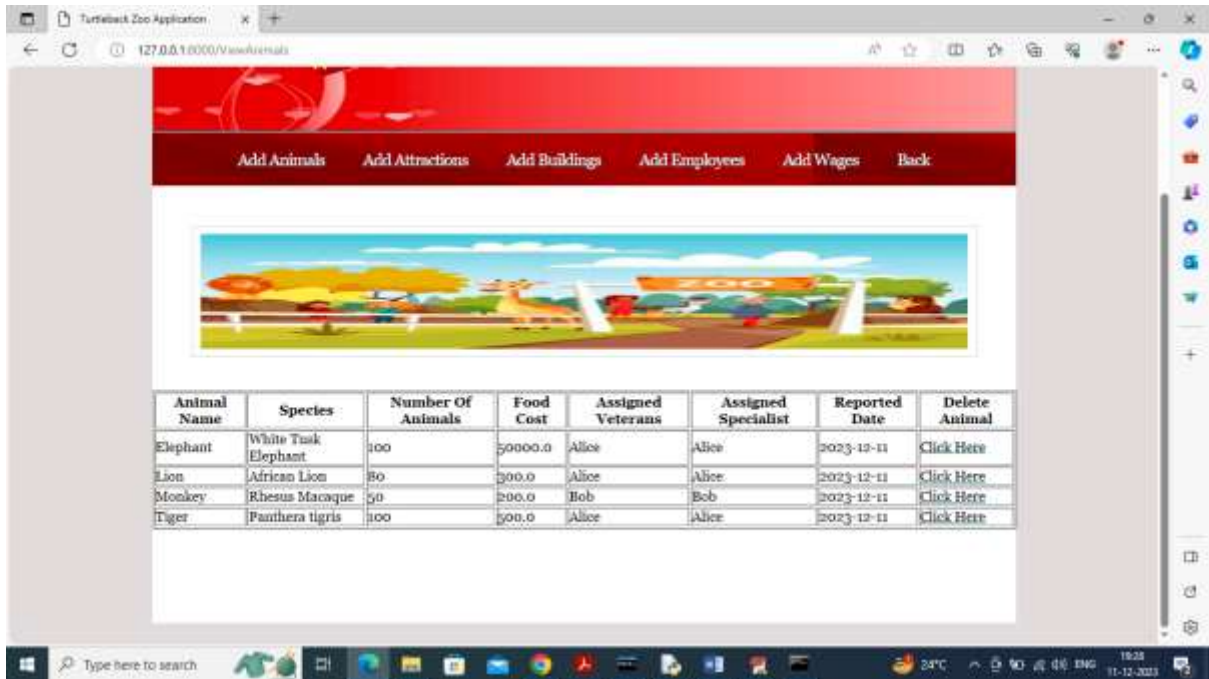 Turtleback Zoo Application
127.0.0.1:8000/ViewAnimals
Add Animals Add Attractions Add Buildings Add Employees Add Wages Back
ZOO
Animal Name Species Number Of Animals Food Cost Assigned Veterans Assigned Specialist Reported Date Delete Animal
Elephant White Tusk Elephant 100 50000.0 Alice Alice 2023-12-11 Click Here
Lion African Lion 80 300.0 Alice Alice 2023-12-11 Click Here
Monkey Rhesus Macaque 50 200.0 Bob Bob 2023-12-11 Click Here
Tiger Panthera tigris 100 500.0 Alice Alice 2023-12-11 Click Here
Type here to search
24°C
ENG
19:28
11-12-2023